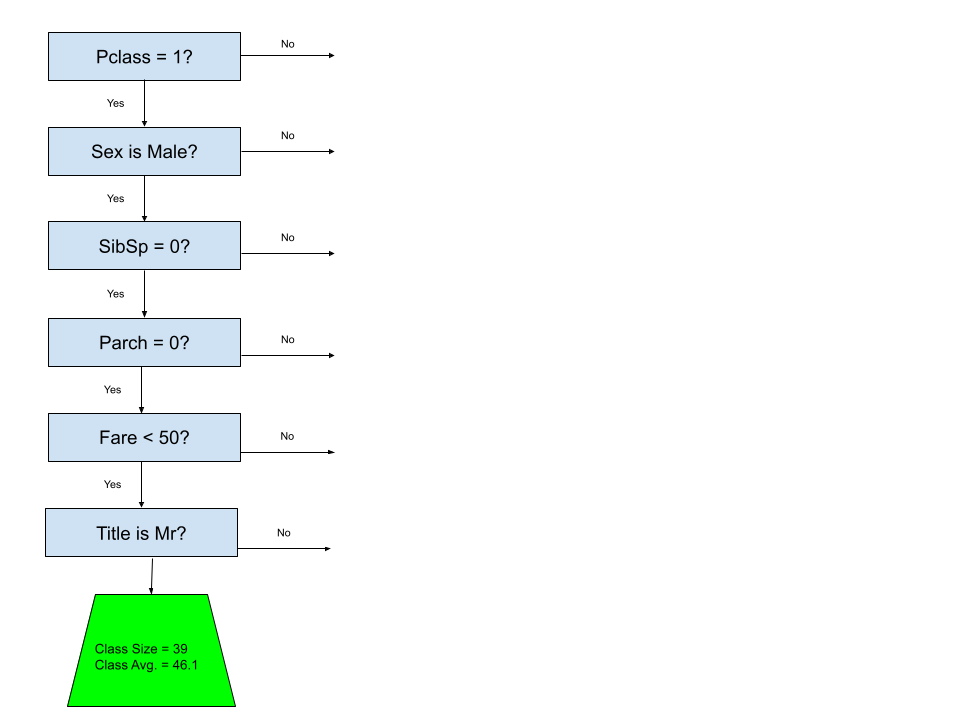 Pclass = 1?
No
Yes
Sex is Male?
No
Yes
SibSp = 0?
No
Yes
Parch = 0?
No
Yes
Fare < 50?
No
Yes
Title is Mr?
No
Class Size = 39
Class Avg. = 46.1